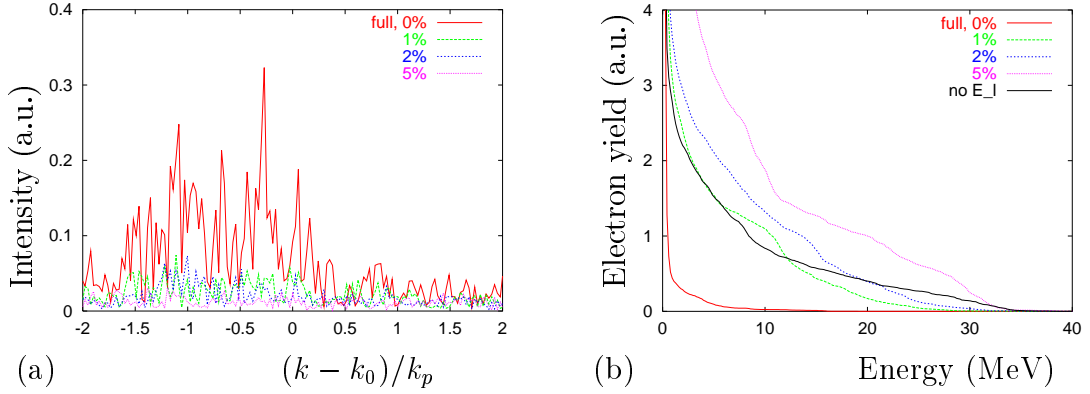 Intensity (a.u.)
0.4
0.3
0.2
0.1
0
full, 0%
1%
2%
5%
-2 -1.5 -1 -0.5 0 0.5 1 1.5 2
(a) (k − k₀)/kₚ
Electron yield (a.u.)
4
3
2
1
0
full, 0%
1%
2%
5%
no E_l
0 10 20 30 40
(b) Energy (MeV)